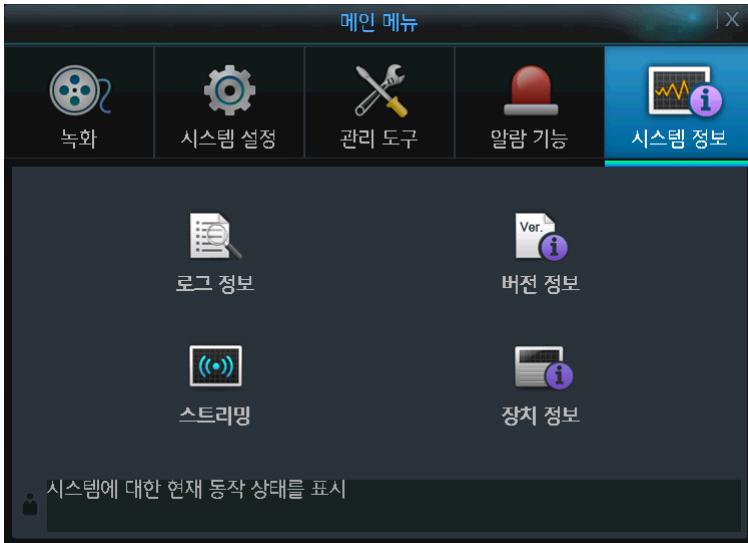 메인 메뉴
X
녹화
시스템 설정
관리 도구
알람 기능
시스템 정보
로그 정보
Ver.
버전 정보
스트리밍
장치 정보
시스템에 대한 현재 동작 상태를 표시